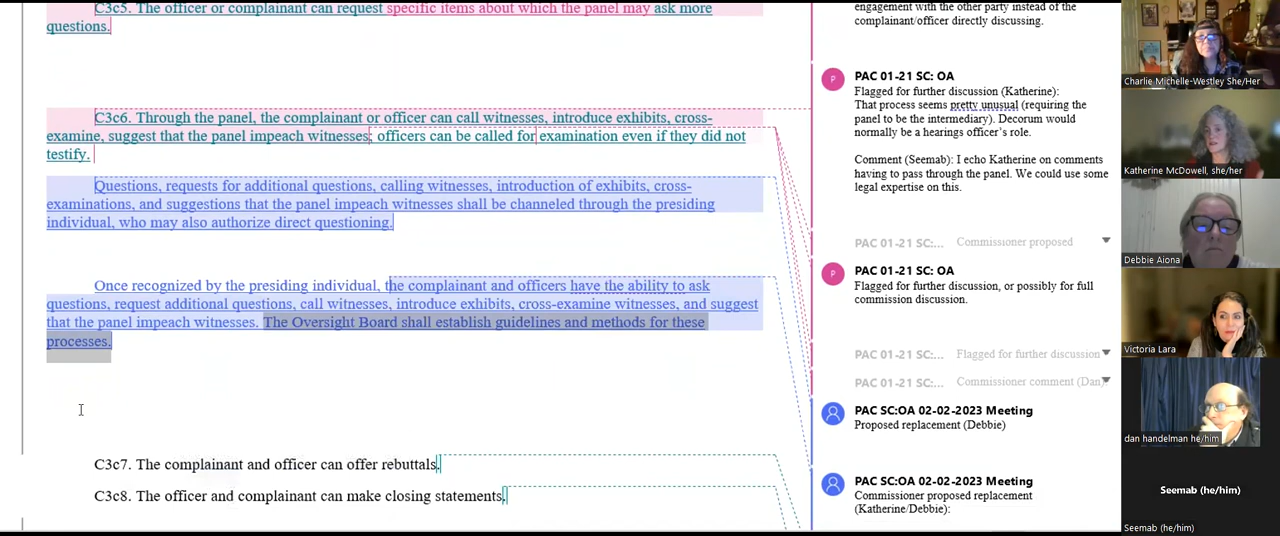 C3c5. The officer or complainant can request specific items about which the panel may ask more
questions.
C3c6. Through the panel, the complainant or officer can call witnesses, introduce exhibits, cross-
examine, suggest that the panel impeach witnesses; officers can be called for examination even if they did not
testify.
Questions, requests for additional questions, calling witnesses, introduction of exhibits, cross-
examinations, and suggestions that the panel impeach witnesses shall be channeled through the presiding
individual, who may also authorize direct questioning.
Once recognized by the presiding individual, the complainant and officers have the ability to ask
questions, request additional questions, call witnesses, introduce exhibits, cross-examine witnesses, and suggest
that the panel impeach witnesses. The Oversight Board shall establish guidelines and methods for these
processes.
C3c7. The complainant and officer can offer rebuttals.
C3c8. The officer and complainant can make closing statements.
engagement with the other party instead of the
complainant/officer directly discussing.
P
PAC 01-21 SC: OA
Flagged for further discussion (Katherine):
That process seems pretty unusual (requiring the
panel to be the intermediary). Decorum would
normally be a hearings officer's role.
Comment (Seemab): I echo Katherine on comments
having to pass through the panel. We could use some
legal expertise on this.
PAC 01-21 SC:... Commissioner proposed
P
PAC 01-21 SC: OA
Flagged for further discussion, or possibly for full
commission discussion.
PAC 01-21 SC:... Flagged for further discussion
PAC 01-21 SC:... Commissioner comment (Dan):
PAC SC:OA 02-02-2023 Meeting
Proposed replacement (Debbie)
PAC SC:OA 02-02-2023 Meeting
Commissioner proposed replacement
(Katherine/Debbie):
Charlie Michelle-Westley She/Her
Katherine McDowell, she/her
Debbie Aiona
Victoria Lara
dan handelman he/him
Seemab (he/him)
Seemab (he/him)